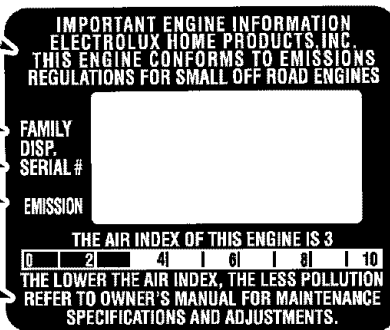 IMPORTANT ENGINE INFORMATION
ELECTROLUX HOME PRODUCTS, INC.
THIS ENGINE CONFORMS TO EMISSIONS
REGULATIONS FOR SMALL OFF ROAD ENGINES
FAMILY
DISP.
SERIAL #
EMISSION
THE AIR INDEX OF THIS ENGINE IS 3
0 2 4 6 8 10
THE LOWER THE AIR INDEX, THE LESS POLLUTION
REFER TO OWNER'S MANUAL FOR MAINTENANCE
SPECIFICATIONS AND ADJUSTMENTS.